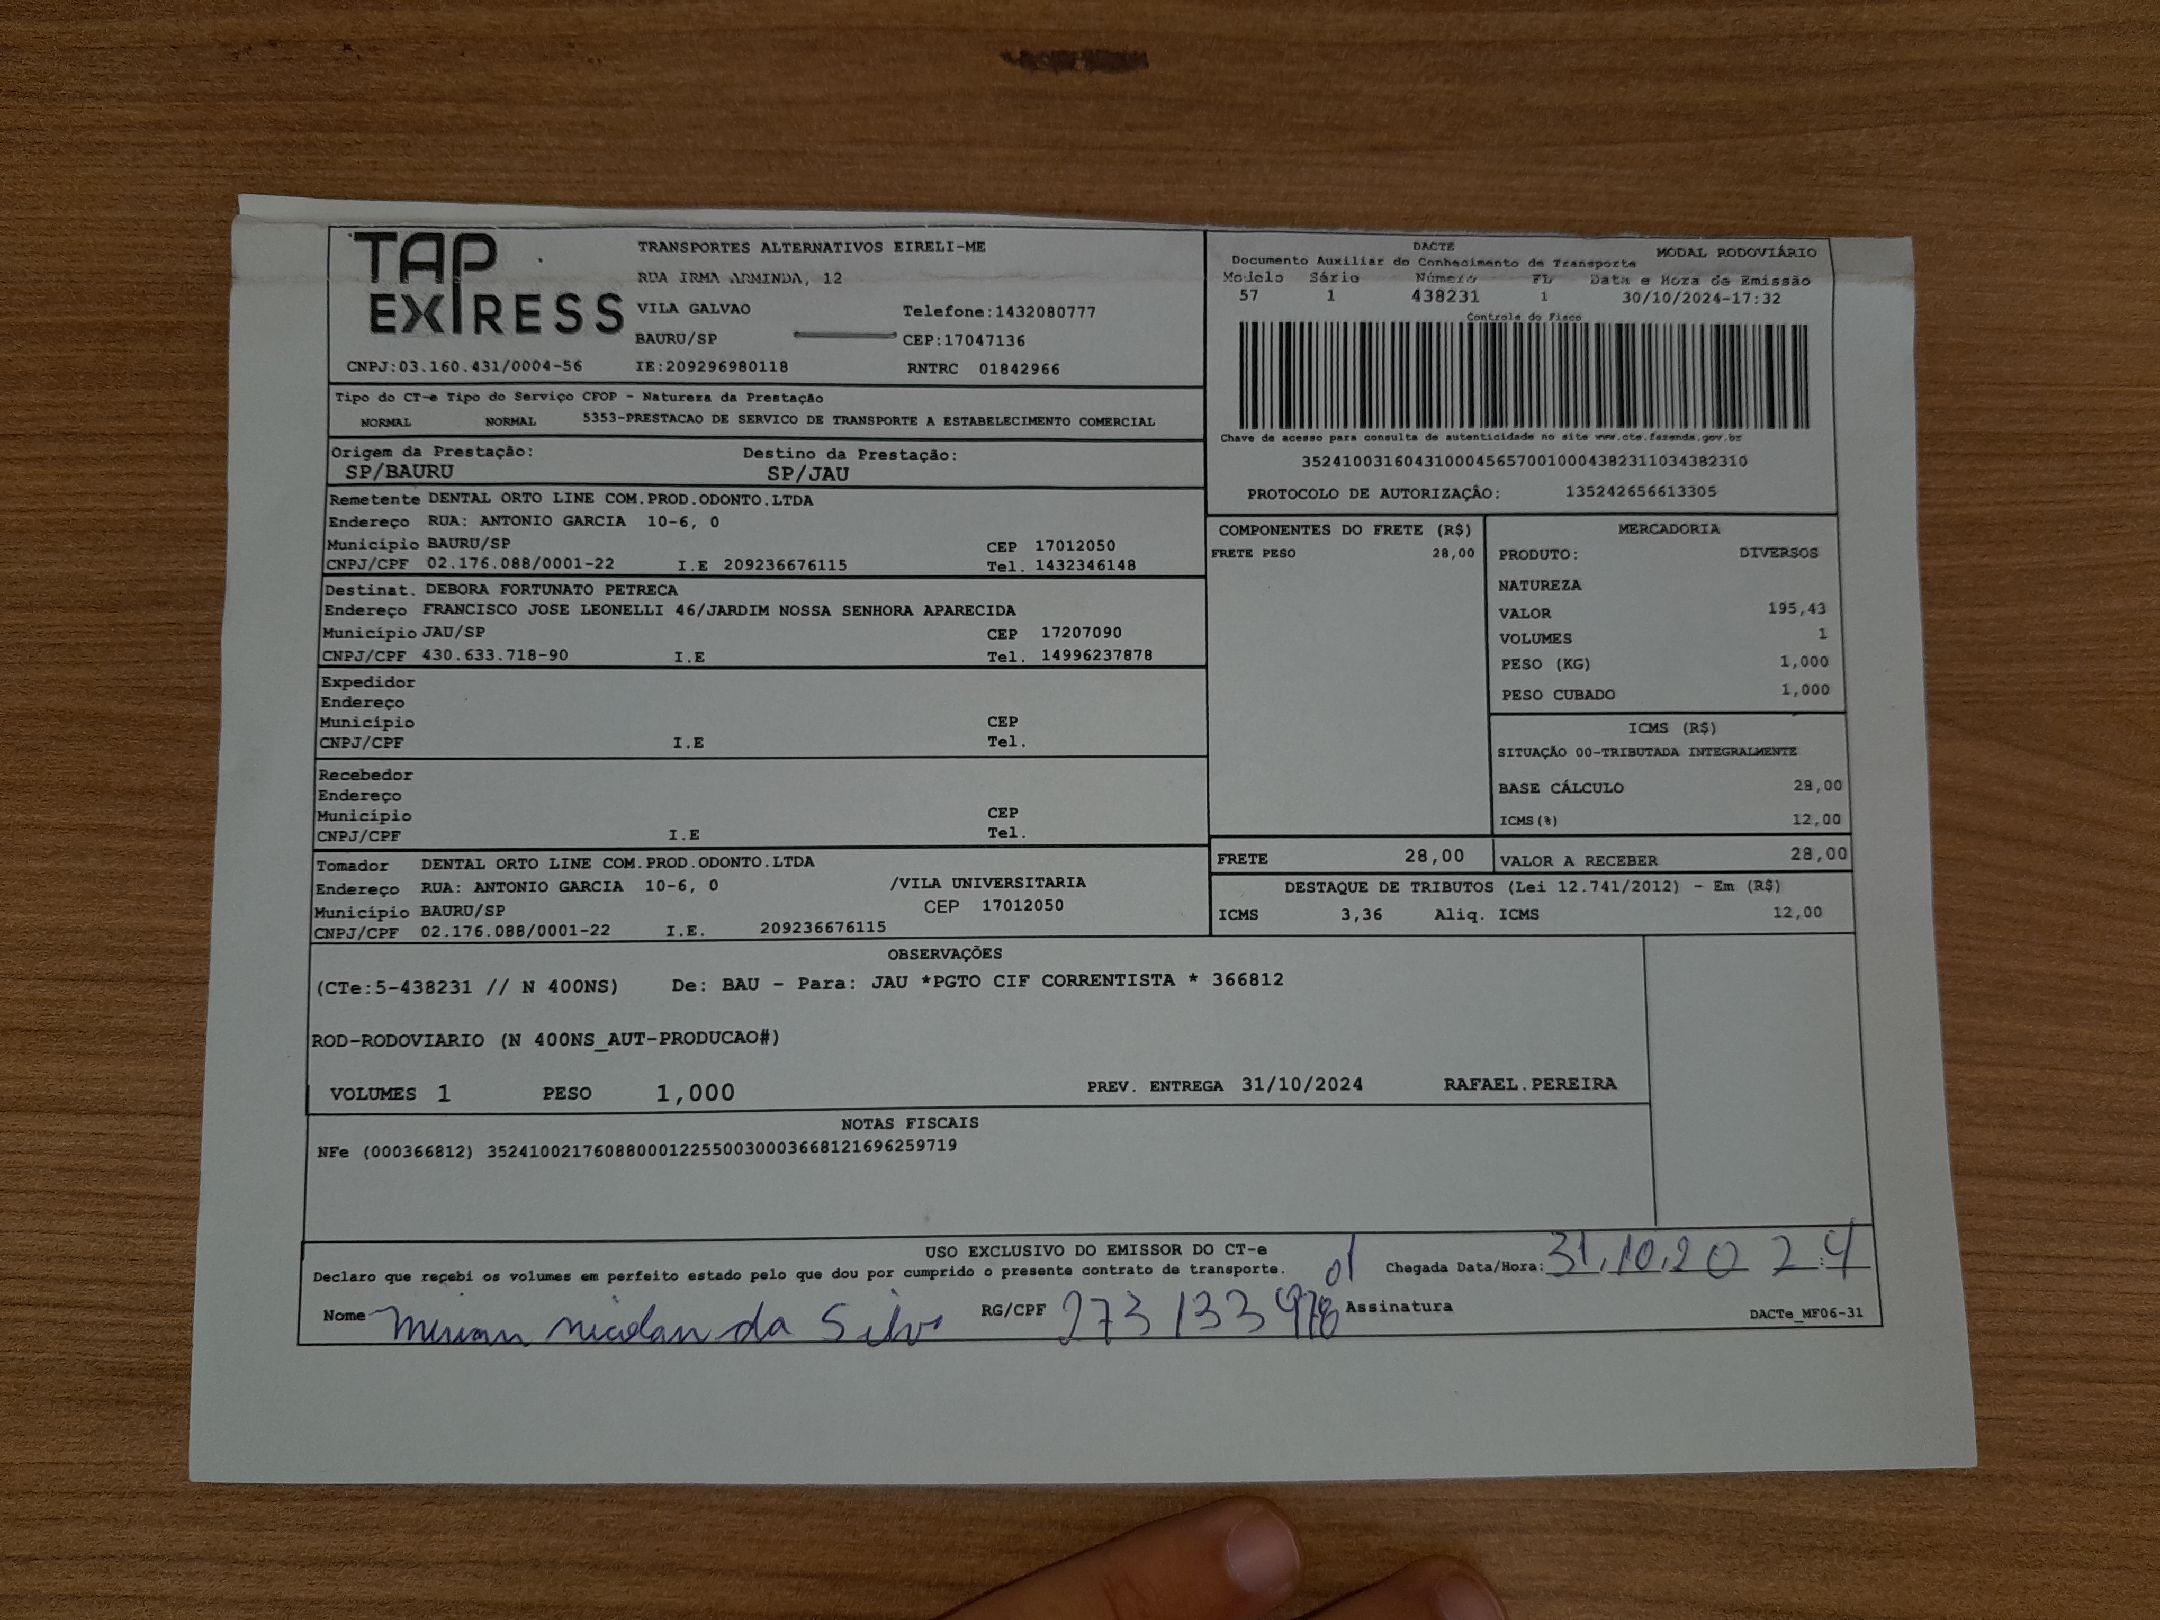 TAP EXPRESS
TRANSPORTES ALTERNATIVOS EIRELI-ME
RUA IRMA ARMINDA, 12
VILA GALVAO Telefone:1432080777
BAURU/SP CEP:17047136
CNPJ:03.160.431/0004-56 IE:209296980118 RNTRC 01842966
DACTE MODAL RODOVIÁRIO
Documento Auxiliar do Conhecimento de Transporte
Modelo Série Número FL Data e Hora de Emissão
57 1 438231 1 30/10/2024-17:32
Controle do Fisco
Chave de acesso para consulta de autenticidade no site www.cte.fazenda.gov.br
35241003160431000456570010004382311034382310
PROTOCOLO DE AUTORIZAÇÃO: 135242656613305
Tipo do CT-e Tipo do Serviço CFOP - Natureza da Prestação
NORMAL NORMAL 5353-PRESTACAO DE SERVICO DE TRANSPORTE A ESTABELECIMENTO COMERCIAL
Origem da Prestação: Destino da Prestação:
SP/BAURU SP/JAU
Remetente DENTAL ORTO LINE COM.PROD.ODONTO.LTDA
Endereço RUA: ANTONIO GARCIA 10-6, 0
Município BAURU/SP CEP 17012050
CNPJ/CPF 02.176.088/0001-22 I.E 209236676115 Tel. 1432346148
Destinat. DEBORA FORTUNATO PETRECA
Endereço FRANCISCO JOSE LEONELLI 46/JARDIM NOSSA SENHORA APARECIDA
Município JAU/SP CEP 17207090
CNPJ/CPF 430.633.718-90 I.E Tel. 14996237878
Expedidor
Endereço
Município CEP
CNPJ/CPF I.E Tel.
Recebedor
Endereço
Município CEP
CNPJ/CPF I.E Tel.
Tomador DENTAL ORTO LINE COM.PROD.ODONTO.LTDA
Endereço RUA: ANTONIO GARCIA 10-6, 0 /VILA UNIVERSITARIA
Município BAURU/SP CEP 17012050
CNPJ/CPF 02.176.088/0001-22 I.E. 209236676115
COMPONENTES DO FRETE (R$)
FRETE PESO 28,00
MERCADORIA
PRODUTO: DIVERSOS
NATUREZA
VALOR 195,43
VOLUMES 1
PESO (KG) 1,000
PESO CUBADO 1,000
ICMS (R$)
SITUAÇÃO 00-TRIBUTADA INTEGRALMENTE
BASE CÁLCULO 28,00
ICMS(%) 12,00
FRETE 28,00 VALOR A RECEBER 28,00
DESTAQUE DE TRIBUTOS (Lei 12.741/2012) - Em (R$)
ICMS 3,36 Aliq. ICMS 12,00
OBSERVAÇÕES
(CTe:5-438231 // N 400NS) De: BAU - Para: JAU *PGTO CIF CORRENTISTA * 366812
ROD-RODOVIARIO (N 400NS_AUT-PRODUCAO#)
VOLUMES 1 PESO 1,000 PREV. ENTREGA 31/10/2024 RAFAEL.PEREIRA
NOTAS FISCAIS
NFe (000366812) 35241002176088000122550030003668121696259719
USO EXCLUSIVO DO EMISSOR DO CT-e
Declaro que reçebi os volumes em perfeito estado pelo que dou por cumprido o presente contrato de transporte. Chegada Data/Hora: 31.10.2024
Nome da Silva RG/CPF 273133978 01 Assinatura DACTe_MF06-31